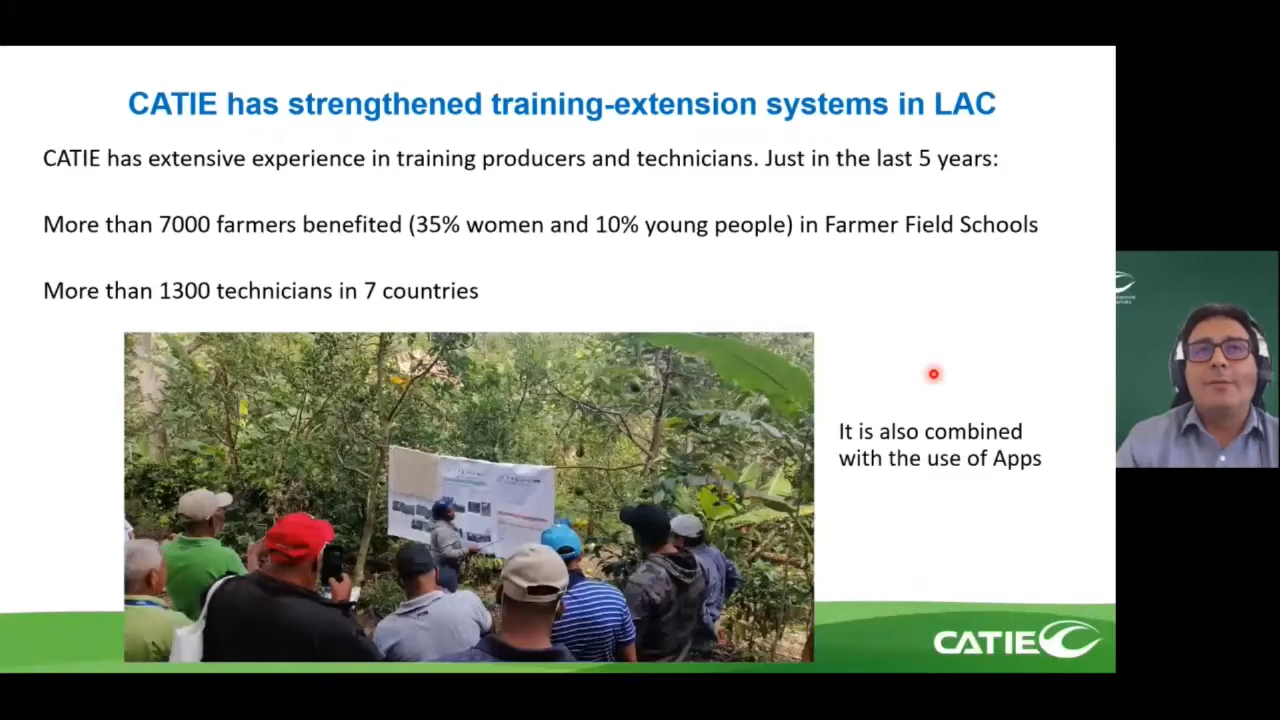 CATIE has strengthened training-extension systems in LAC
CATIE has extensive experience in training producers and technicians. Just in the last 5 years:
More than 7000 farmers benefited (35% women and 10% young people) in Farmer Field Schools
More than 1300 technicians in 7 countries
It is also combined
with the use of Apps
CATIE